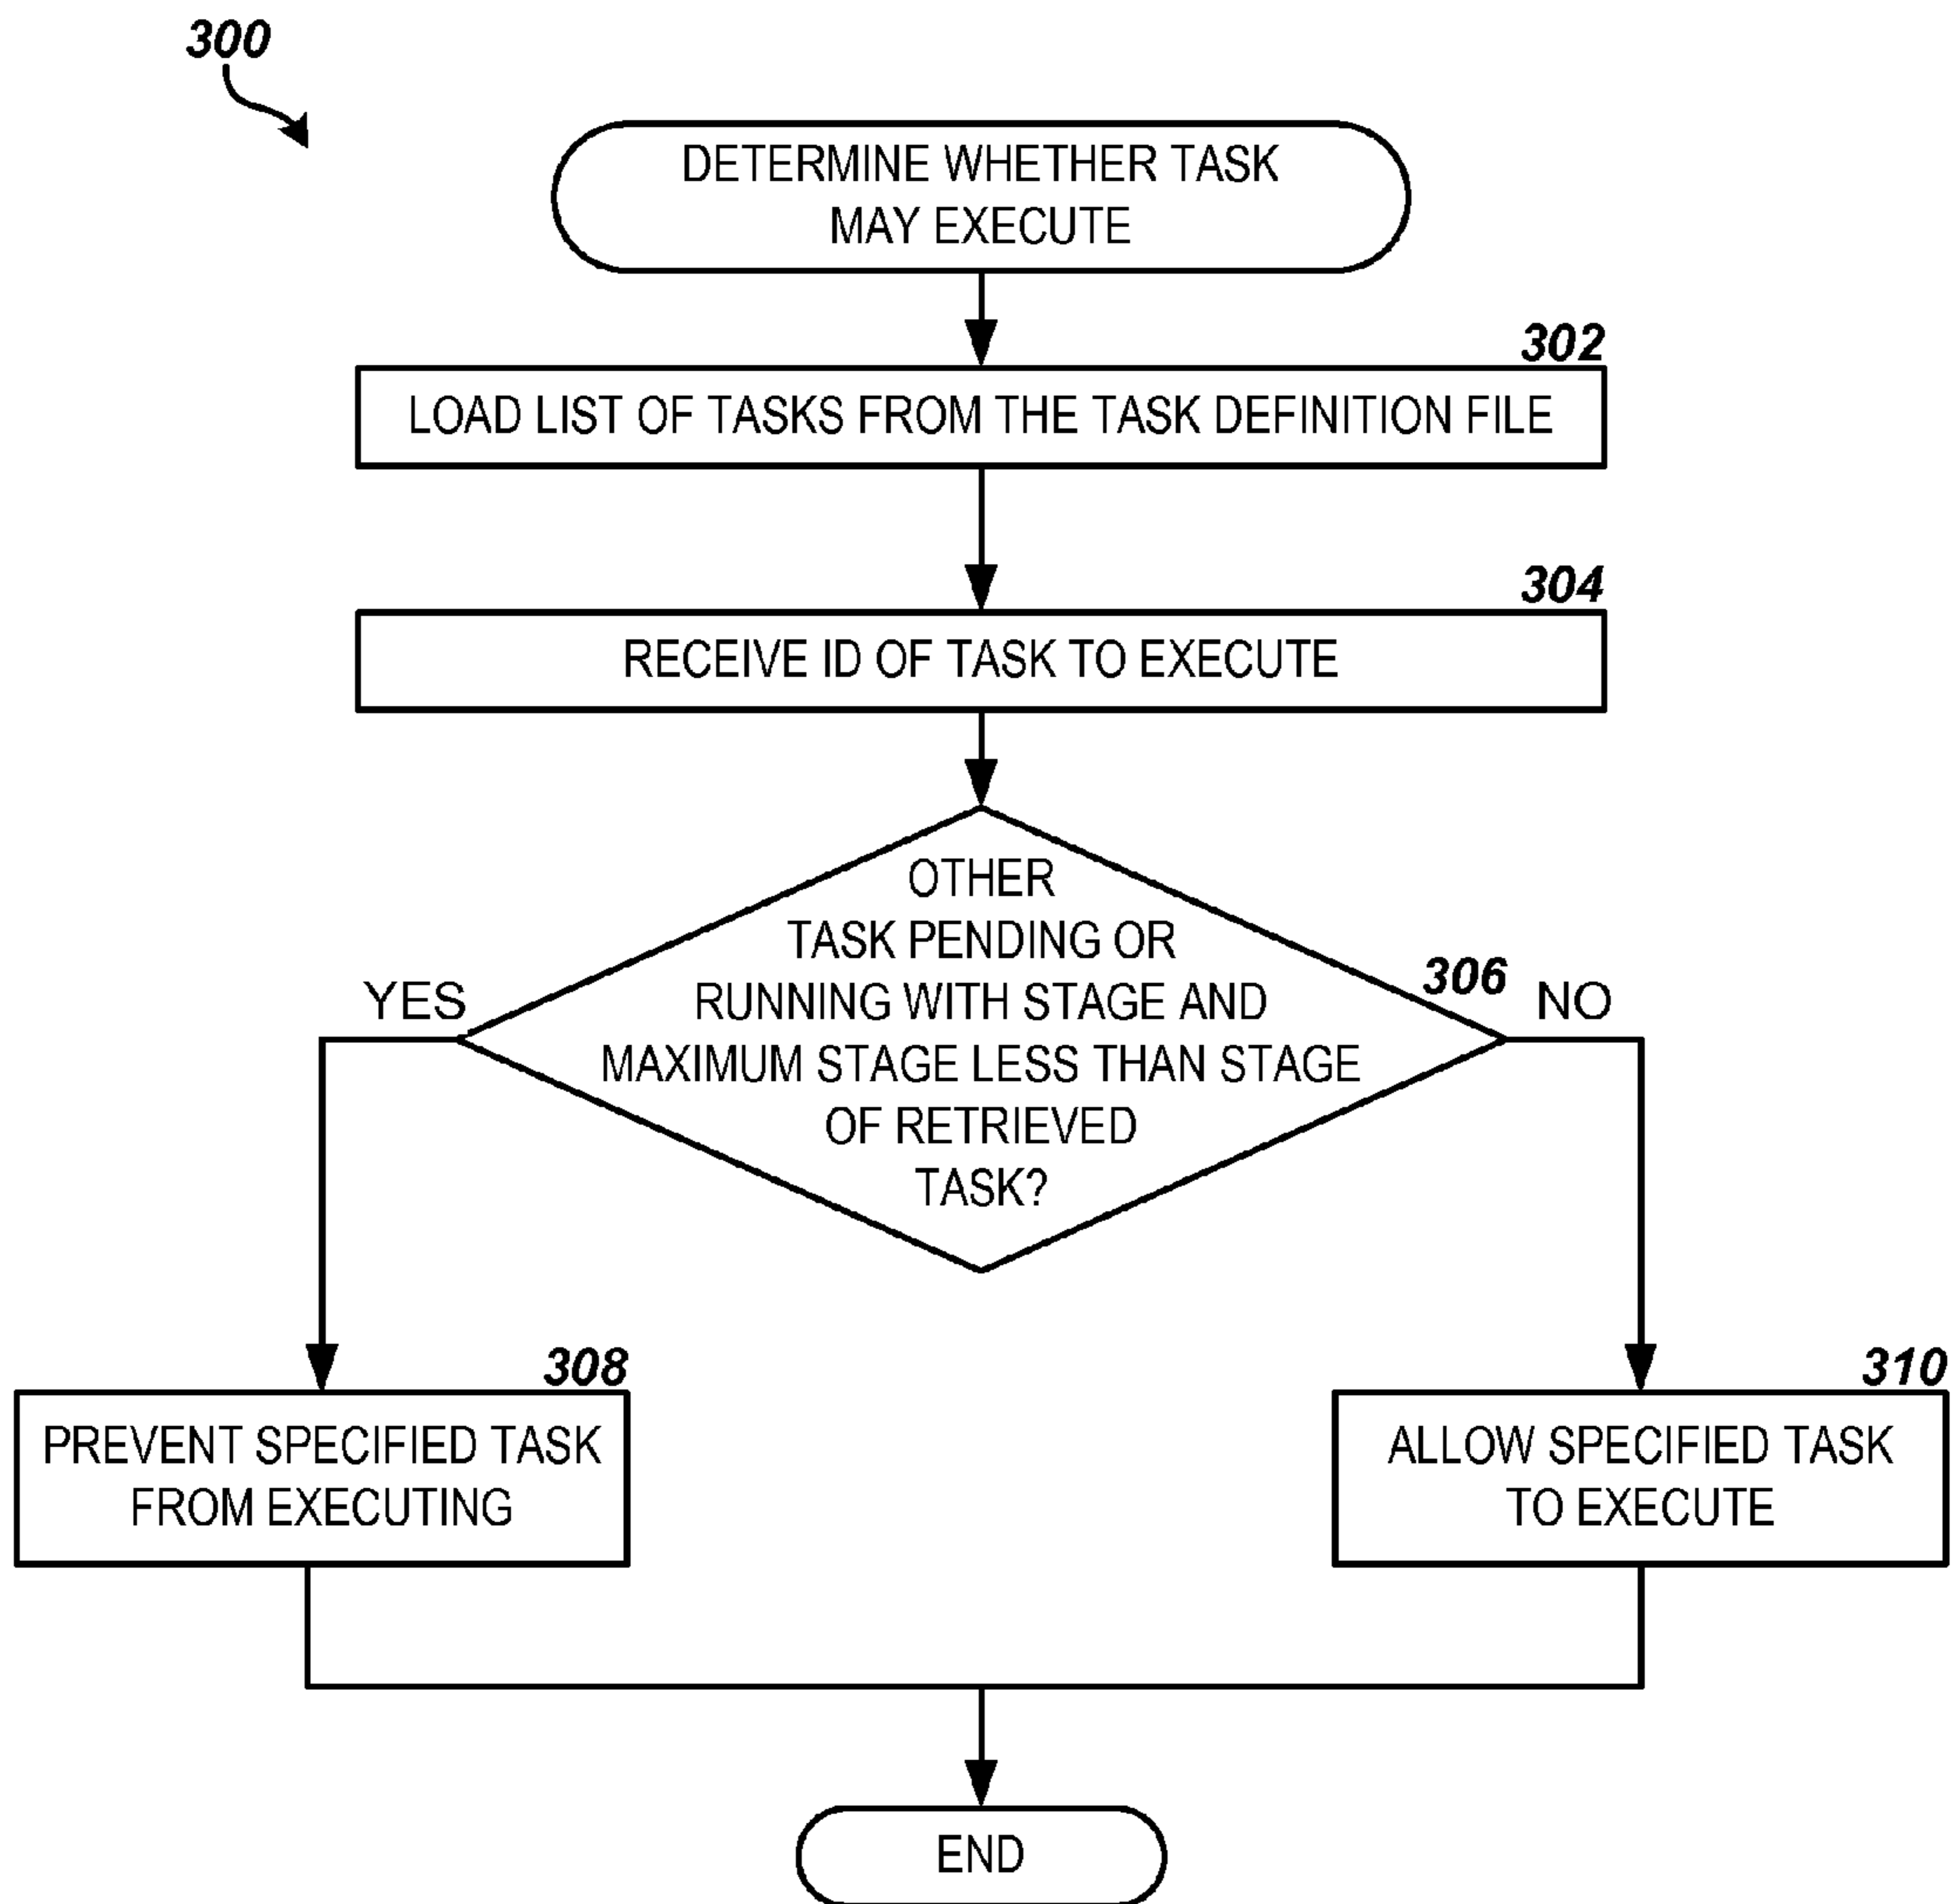 300
DETERMINE WHETHER TASK
MAY EXECUTE
302
LOAD LIST OF TASKS FROM THE TASK DEFINITION FILE
304
RECEIVE ID OF TASK TO EXECUTE
OTHER
TASK PENDING OR
RUNNING WITH STAGE AND
MAXIMUM STAGE LESS THAN STAGE
OF RETRIEVED
TASK?
306
YES
NO
308
PREVENT SPECIFIED TASK
FROM EXECUTING
310
ALLOW SPECIFIED TASK
TO EXECUTE
END